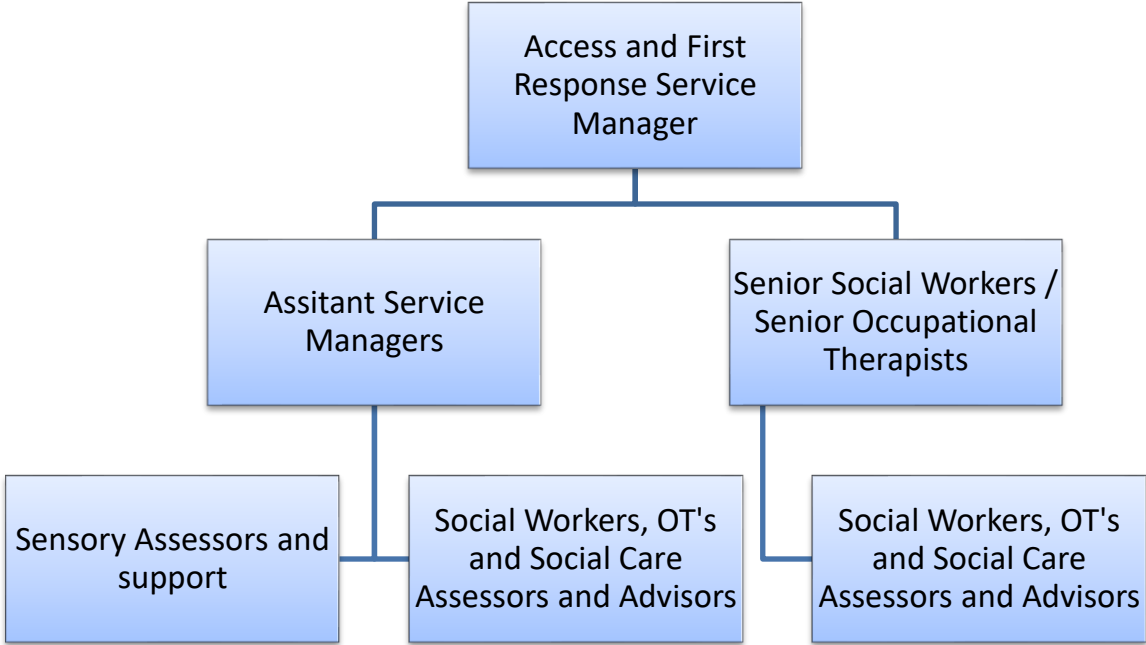 Access and First
Response Service
Manager
Assitant Service
Managers
Senior Social Workers /
Senior Occupational
Therapists
Sensory Assessors and
support
Social Workers, OT's
and Social Care
Assessors and Advisors
Social Workers, OT's
and Social Care
Assessors and Advisors